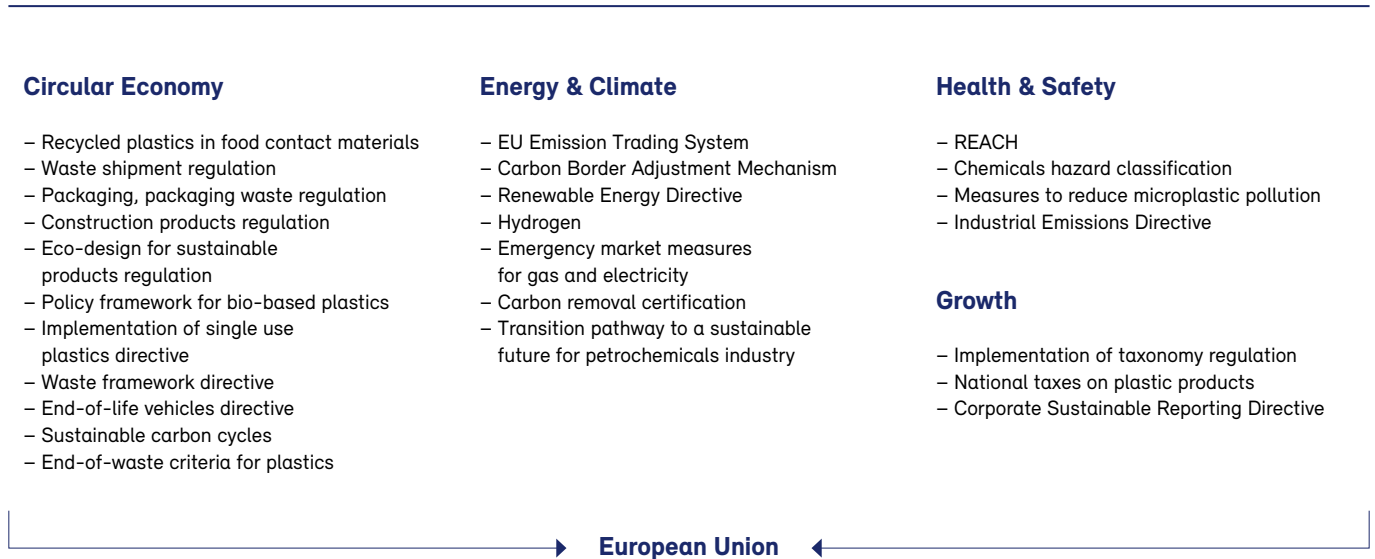 Circular Economy
– Recycled plastics in food contact materials
– Waste shipment regulation
– Packaging, packaging waste regulation
– Construction products regulation
– Eco-design for sustainable
products regulation
– Policy framework for bio-based plastics
– Implementation of single use
plastics directive
– Waste framework directive
– End-of-life vehicles directive
– Sustainable carbon cycles
– End-of-waste criteria for plastics
Energy & Climate
– EU Emission Trading System
– Carbon Border Adjustment Mechanism
– Renewable Energy Directive
– Hydrogen
– Emergency market measures
for gas and electricity
– Carbon removal certification
– Transition pathway to a sustainable
future for petrochemicals industry
Health & Safety
– REACH
– Chemicals hazard classification
– Measures to reduce microplastic pollution
– Industrial Emissions Directive
Growth
– Implementation of taxonomy regulation
– National taxes on plastic products
– Corporate Sustainable Reporting Directive
European Union